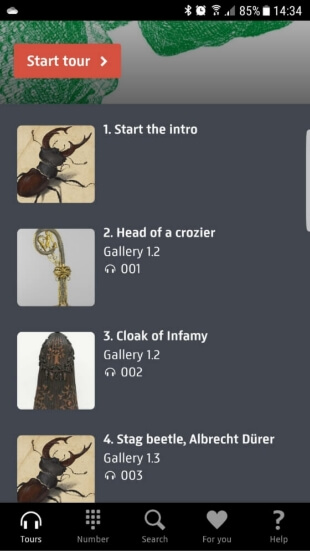 85% 14:34
Start tour
1. Start the intro
2. Head of a crozier
Gallery 1.2
001
3. Cloak of Infamy
Gallery 1.2
002
4. Stag beetle, Albrecht Dürer
Gallery 1.3
003
Tours Number Search For you Help